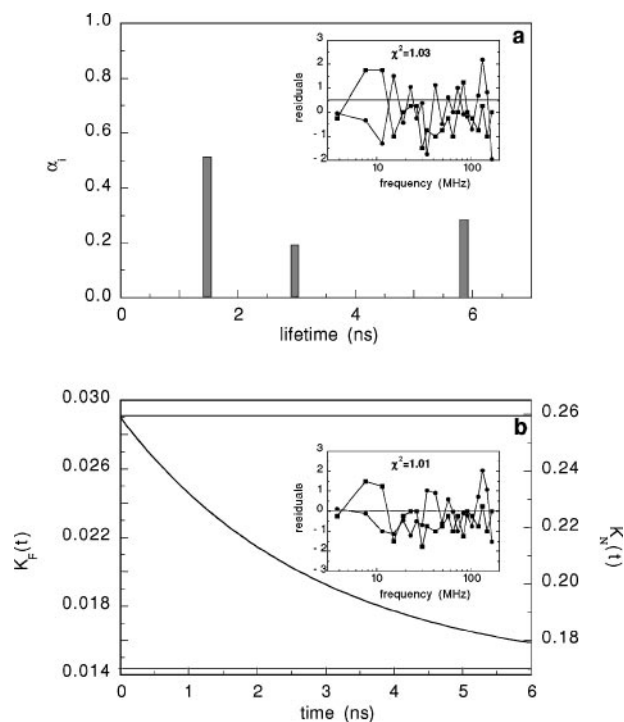 a
1.0
0.8
0.6
0.4
0.2
0.0
αi
0 2 4 6
lifetime (ns)
χ²=1.03
3
2
1
0
-1
-2
residuals
10 100
frequency (MHz)
b
0.030
0.026
0.022
0.018
0.014
KF(t)
0.26
0.24
0.22
0.20
0.18
KN(t)
0 1 2 3 4 5 6
time (ns)
χ²=1.01
3
2
1
0
-1
-2
-3
residuals
10 100
frequency (MHz)